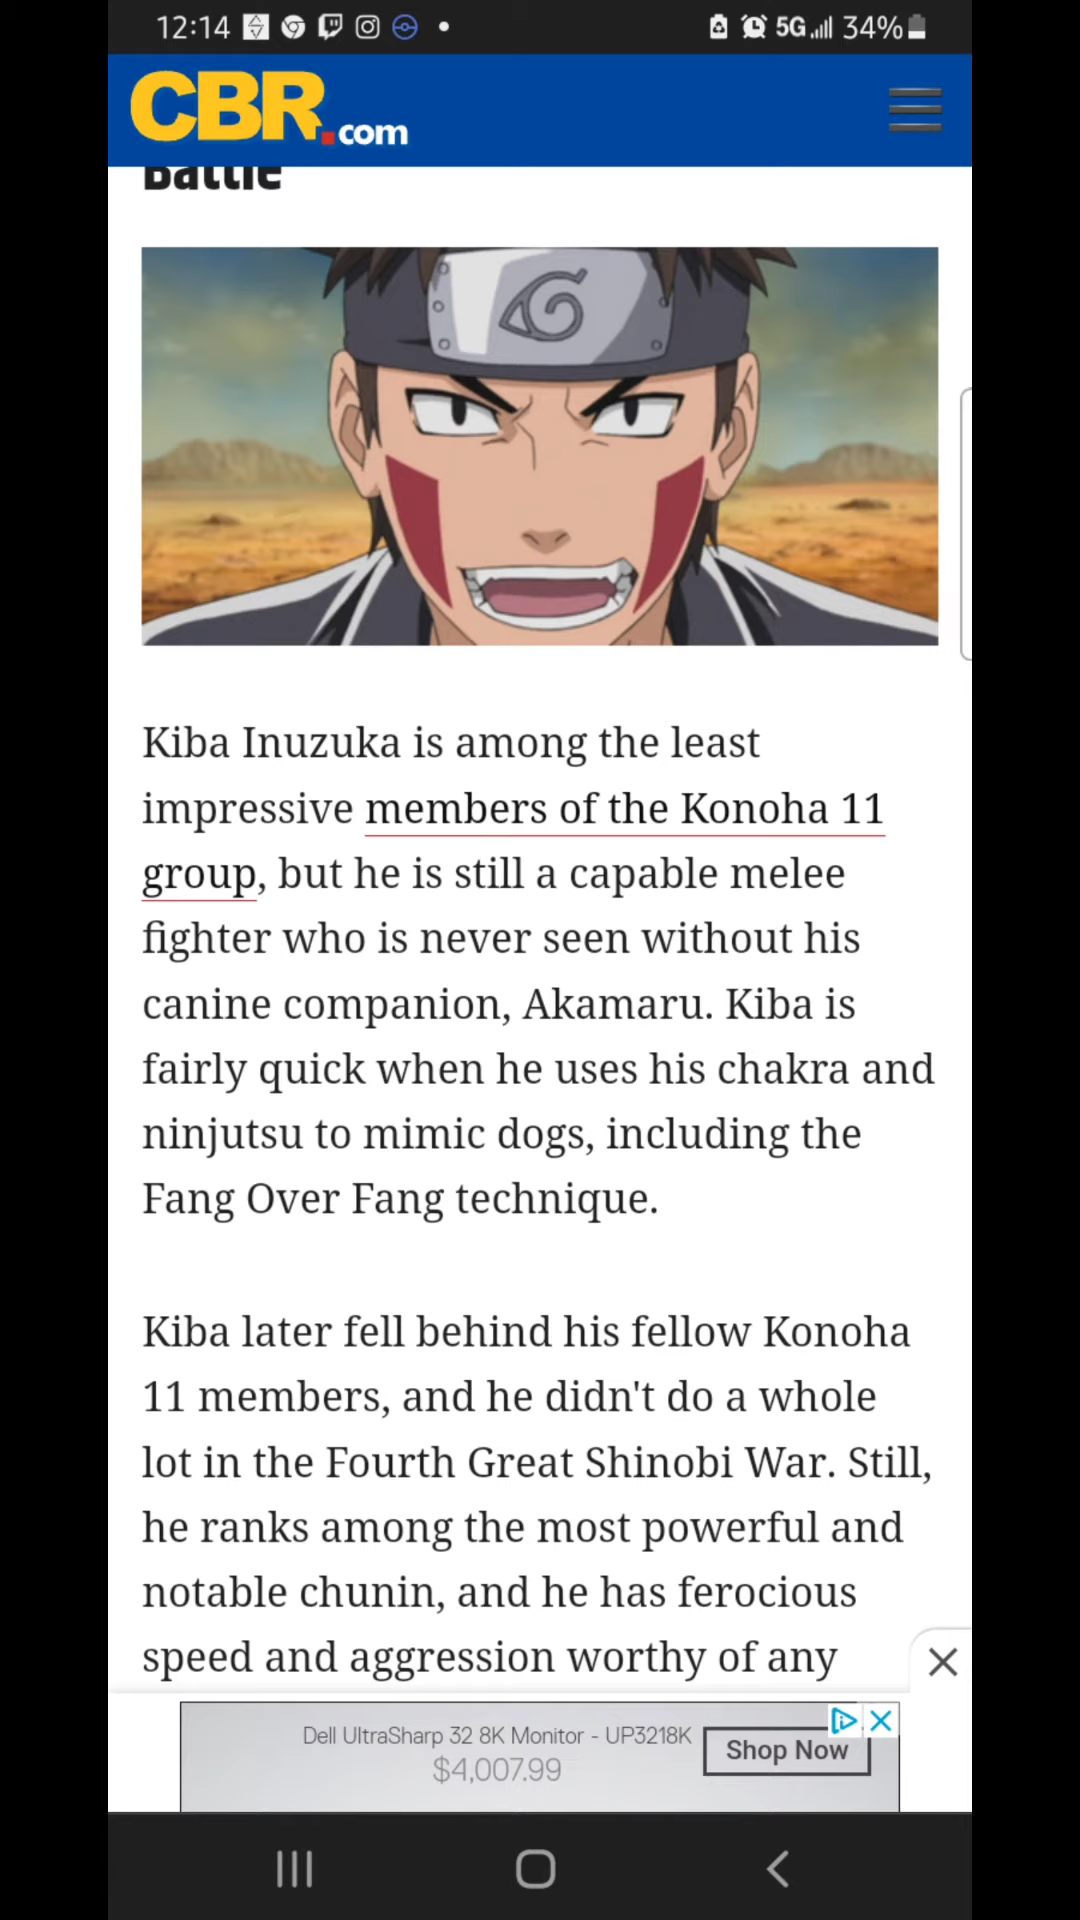 12:14 5G 34%
CBR.com
Battle
Kiba Inuzuka is among the least
impressive members of the Konoha 11
group, but he is still a capable melee
fighter who is never seen without his
canine companion, Akamaru. Kiba is
fairly quick when he uses his chakra and
ninjutsu to mimic dogs, including the
Fang Over Fang technique.
Kiba later fell behind his fellow Konoha
11 members, and he didn't do a whole
lot in the Fourth Great Shinobi War. Still,
he ranks among the most powerful and
notable chunin, and he has ferocious
speed and aggression worthy of any
Dell UltraSharp 32 8K Monitor - UP3218K
$4,007.99
Shop Now